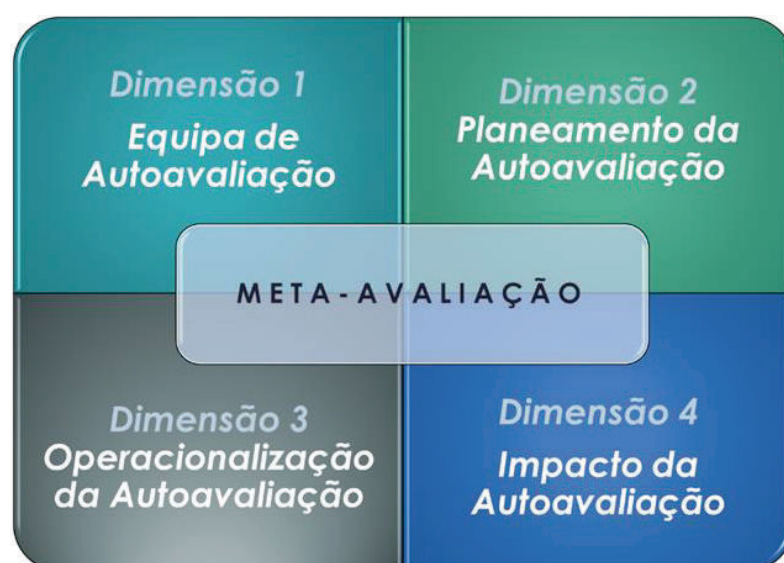 Dimensão 1
Equipa de
Autoavaliação
Dimensão 2
Planeamento da
Autoavaliação
META-AVALIAÇÃO
Dimensão 3
Operacionalização
da Autoavaliação
Dimensão 4
Impacto da
Autoavaliação